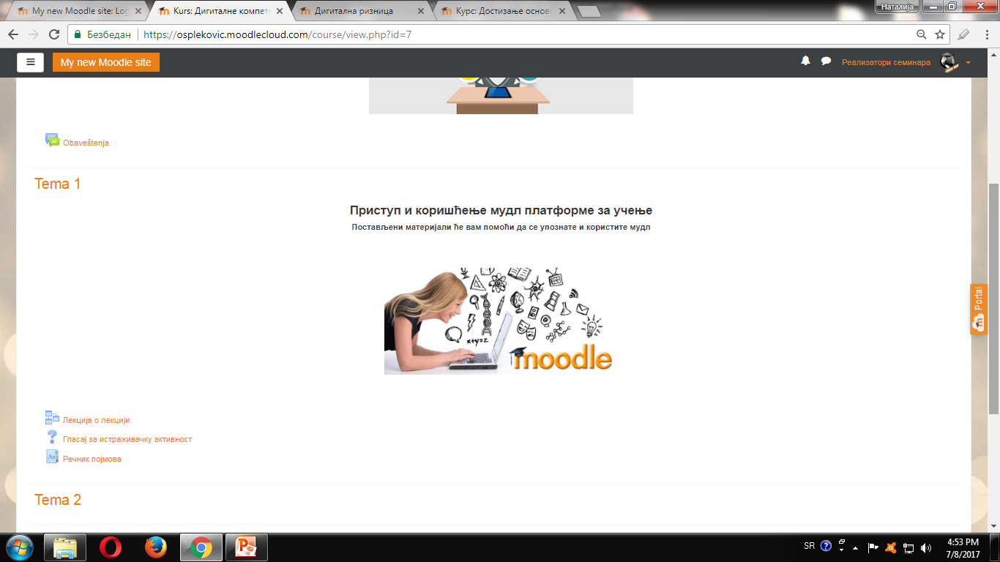 My new Moodle site: Log
Kurs: Дигиталне компет
Дигитална ризница
Курс: Достизање основ
Наталија
Безбедан
https://osplekovic.moodlecloud.com/course/view.php?id=7
My new Moodle site
Реализатори семинара
Obaveštenja
Tema 1
Приступ и коришћење мудл платформе за учење
Постављени материјали ће вам помоћи да се упознате и користите мудл
x+y=z
moodle
Portal
Лекција о лекцији
Гласај за истраживачку активност
Aa
Речник појмова
Tema 2
SR
4:53 PM
7/8/2017